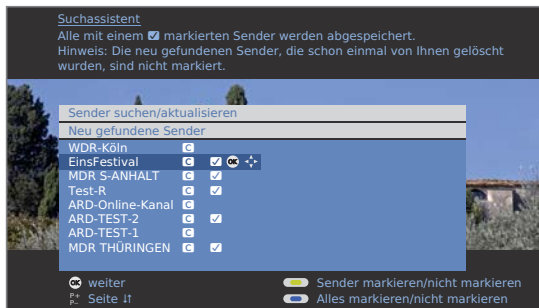 Suchassistent
Alle mit einem ☑ markierten Sender werden abgespeichert.
Hinweis: Die neu gefundenen Sender, die schon einmal von Ihnen gelöscht
wurden, sind nicht markiert.
Sender suchen/aktualisieren
Neu gefundene Sender
WDR-Köln C
EinsFestival C ☑ OK
MDR S-ANHALT C ☑
Test-R C ☑
ARD-Online-Kanal C
ARD-TEST-2 C ☑
ARD-TEST-1 C
MDR THÜRINGEN C ☑
OK weiter
Sender markieren/nicht markieren
P+ P– Seite ↓↑
Alles markieren/nicht markieren